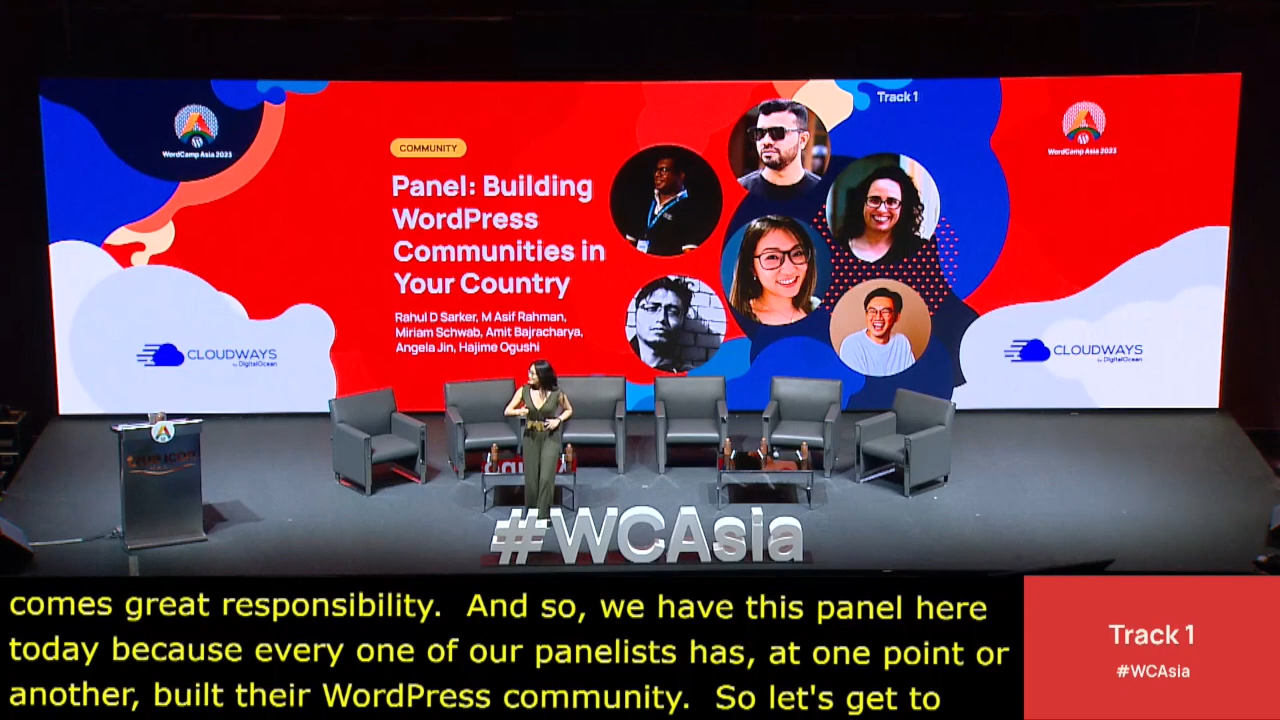 Track 1
WordCamp Asia 2023
WordCamp Asia 2023
COMMUNITY
Panel: Building
WordPress
Communities in
Your Country
Rahul D Sarker, M Asif Rahman,
Miriam Schwab, Amit Bajracharya,
Angela Jin, Hajime Ogushi
CLOUDWAYS
by DigitalOcean
CLOUDWAYS
by DigitalOcean
#WCAsia
comes great responsibility. And so, we have this panel here
today because every one of our panelists has, at one point or
another, built their WordPress community. So let's get to
Track 1
#WCAsia